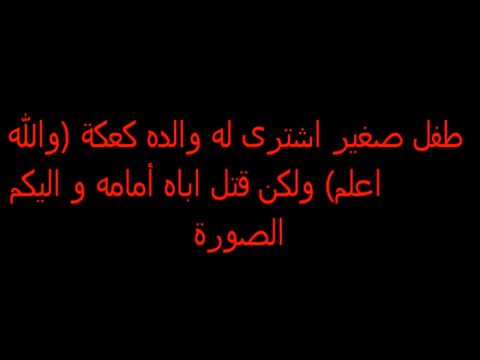 طفل صغير اشترى له والده كعكة (والله
اعلم) ولكن قتل اباه أمامه و اليكم
الصورة